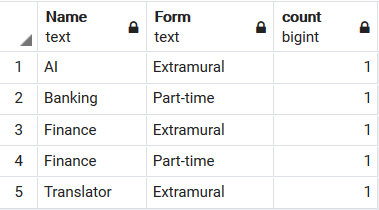 Name Form count
text text bigint
1 AI Extramural 1
2 Banking Part-time 1
3 Finance Extramural 1
4 Finance Part-time 1
5 Translator Extramural 1